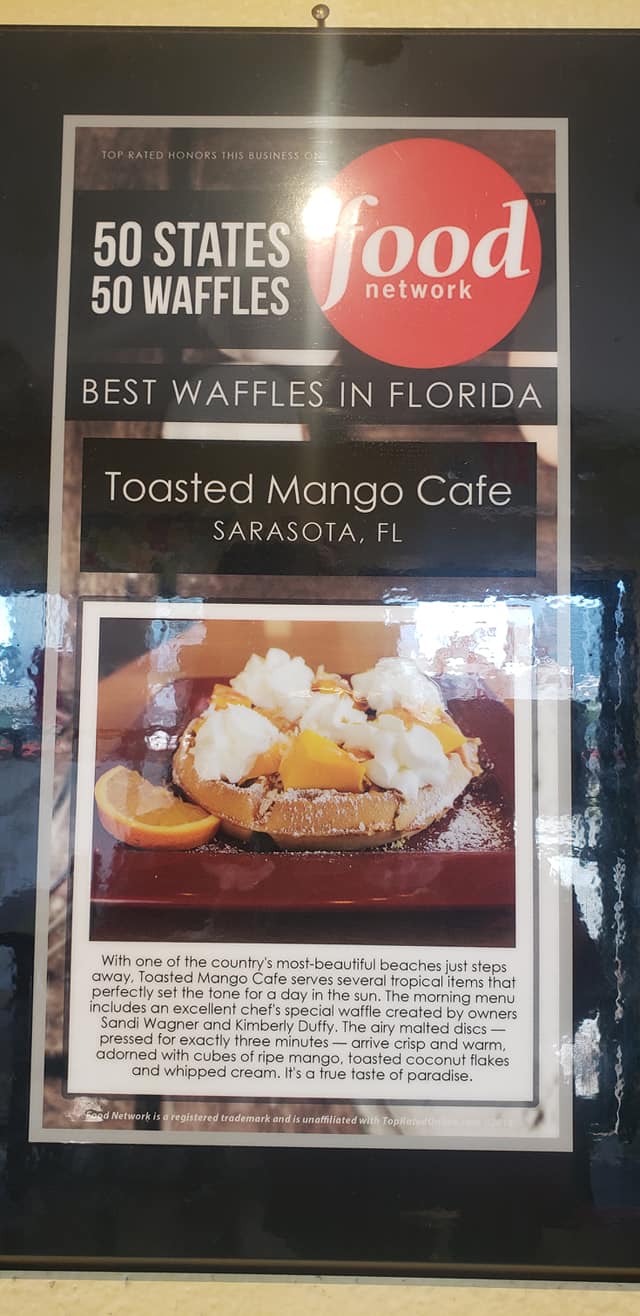 TOP RATED HONORS THIS BUSINESS ON
50 STATES
50 WAFFLES
food
network
SM
BEST WAFFLES IN FLORIDA
Toasted Mango Cafe
SARASOTA, FL
With one of the country's most-beautiful beaches just steps
away, Toasted Mango Cafe serves several tropical items that
perfectly set the tone for a day in the sun. The morning menu
includes an excellent chef's special waffle created by owners
Sandi Wagner and Kimberly Duffy. The airy malted discs —
pressed for exactly three minutes — arrive crisp and warm,
adorned with cubes of ripe mango, toasted coconut flakes
and whipped cream. It's a true taste of paradise.
Food Network is a registered trademark and is unaffiliated with